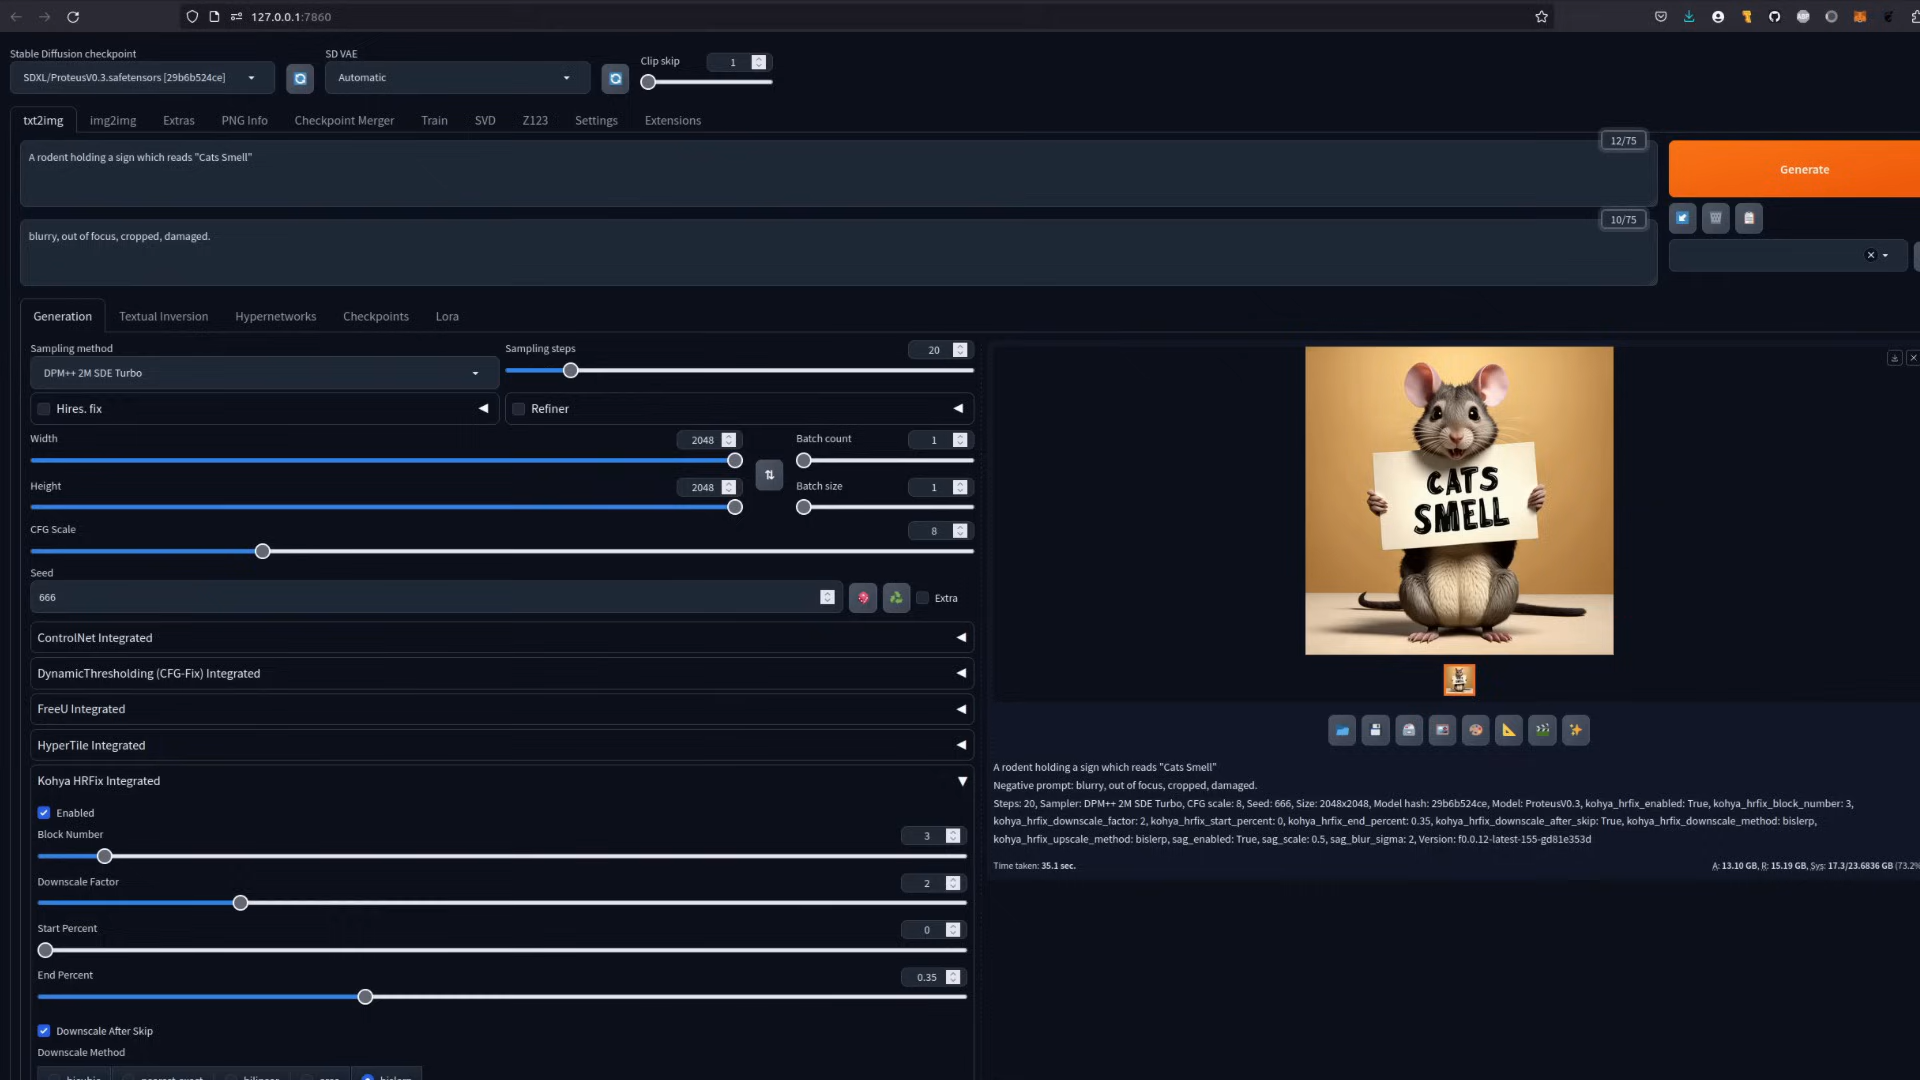 127.0.0.1:7860
Stable Diffusion checkpoint
SD VAE
Clip skip
1
SDXL/ProteusV0.3.safetensors [29b6b524ce]
Automatic
txt2img
img2img
Extras
PNG Info
Checkpoint Merger
Train
SVD
Z123
Settings
Extensions
12/75
A rodent holding a sign which reads "Cats Smell"
Generate
10/75
blurry, out of focus, cropped, damaged.
Generation
Textual Inversion
Hypernetworks
Checkpoints
Lora
Sampling method
Sampling steps
20
DPM++ 2M SDE Turbo
Hires. fix
Refiner
Width
2048
Batch count
1
Height
2048
Batch size
1
CFG Scale
8
Seed
666
Extra
ControlNet Integrated
DynamicThresholding (CFG-Fix) Integrated
FreeU Integrated
HyperTile Integrated
Kohya HRFix Integrated
Enabled
Block Number
3
Downscale Factor
2
Start Percent
0
End Percent
0.35
Downscale After Skip
Downscale Method
CATS
SMELL
A rodent holding a sign which reads "Cats Smell"
Negative prompt: blurry, out of focus, cropped, damaged.
Steps: 20, Sampler: DPM++ 2M SDE Turbo, CFG scale: 8, Seed: 666, Size: 2048x2048, Model hash: 29b6b524ce, Model: ProteusV0.3, kohya_hrfix_enabled: True, kohya_hrfix_block_number: 3,
kohya_hrfix_downscale_factor: 2, kohya_hrfix_start_percent: 0, kohya_hrfix_end_percent: 0.35, kohya_hrfix_downscale_after_skip: True, kohya_hrfix_downscale_method: bislerp,
kohya_hrfix_upscale_method: bislerp, sag_enabled: True, sag_scale: 0.5, sag_blur_sigma: 2, Version: f0.0.12-latest-155-gd81e353d
Time taken: 35.1 sec.
A: 13.10 GB, R: 15.19 GB, Sys: 17.3/23.6836 GB (73.2%